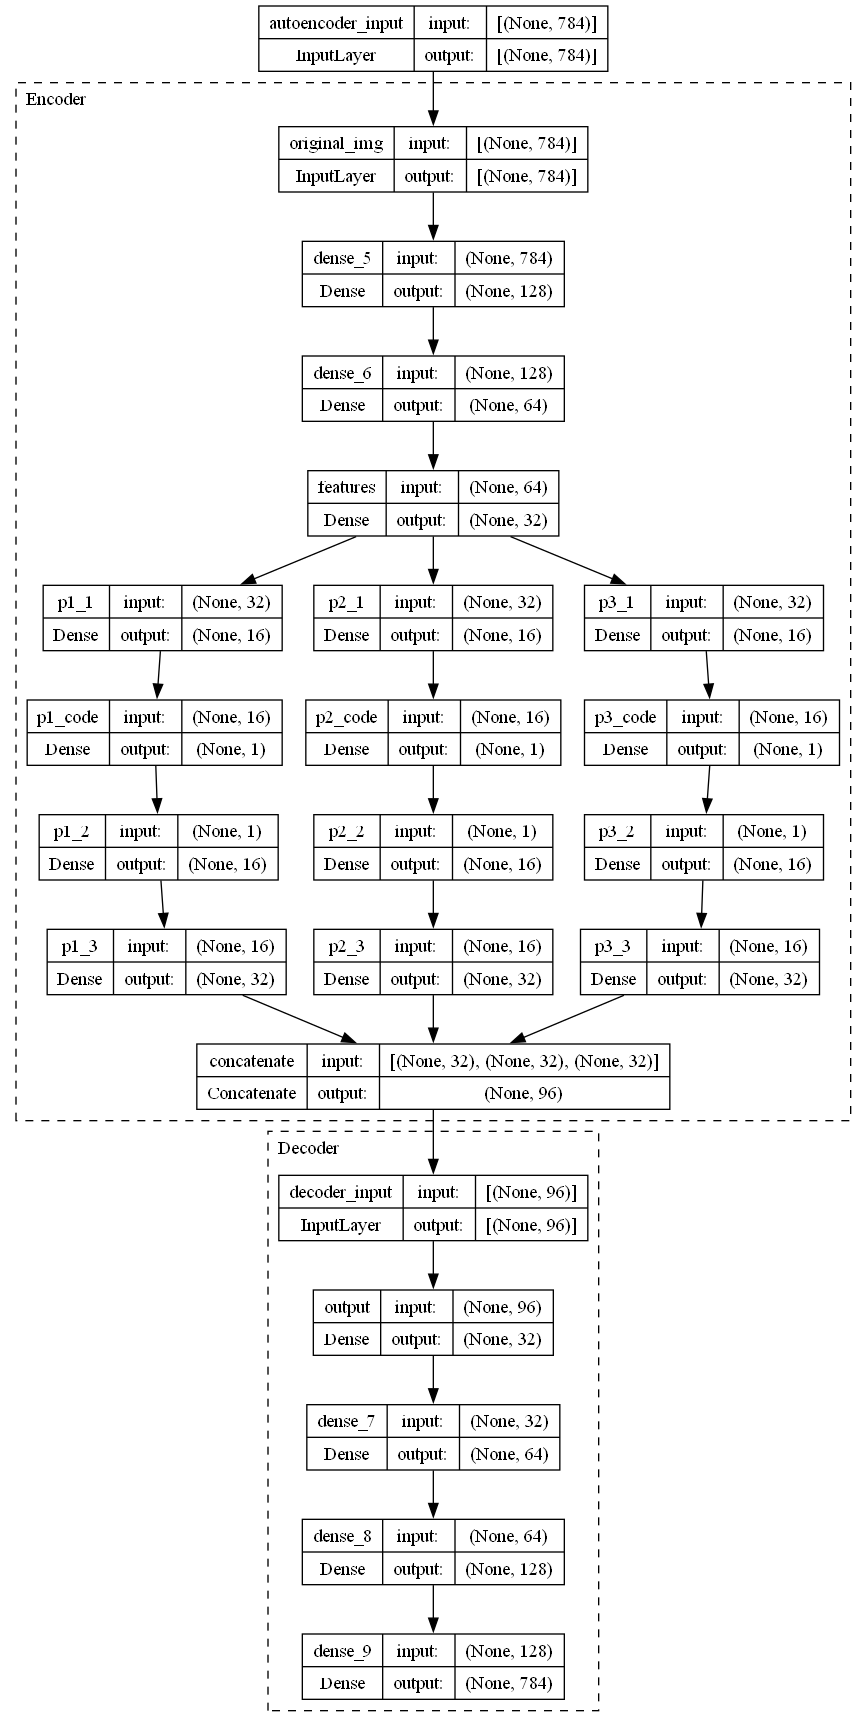 autoencoder_input input: [(None, 784)]
InputLayer output: [(None, 784)]
Encoder
original_img input: [(None, 784)]
InputLayer output: [(None, 784)]
dense_5 input: (None, 784)
Dense output: (None, 128)
dense_6 input: (None, 128)
Dense output: (None, 64)
features input: (None, 64)
Dense output: (None, 32)
p1_1 input: (None, 32) p2_1 input: (None, 32) p3_1 input: (None, 32)
Dense output: (None, 16) Dense output: (None, 16) Dense output: (None, 16)
p1_code input: (None, 16) p2_code input: (None, 16) p3_code input: (None, 16)
Dense output: (None, 1) Dense output: (None, 1) Dense output: (None, 1)
p1_2 input: (None, 1) p2_2 input: (None, 1) p3_2 input: (None, 1)
Dense output: (None, 16) Dense output: (None, 16) Dense output: (None, 16)
p1_3 input: (None, 16) p2_3 input: (None, 16) p3_3 input: (None, 16)
Dense output: (None, 32) Dense output: (None, 32) Dense output: (None, 32)
concatenate input: [(None, 32), (None, 32), (None, 32)]
Concatenate output: (None, 96)
Decoder
decoder_input input: [(None, 96)]
InputLayer output: [(None, 96)]
output input: (None, 96)
Dense output: (None, 32)
dense_7 input: (None, 32)
Dense output: (None, 64)
dense_8 input: (None, 64)
Dense output: (None, 128)
dense_9 input: (None, 128)
Dense output: (None, 784)